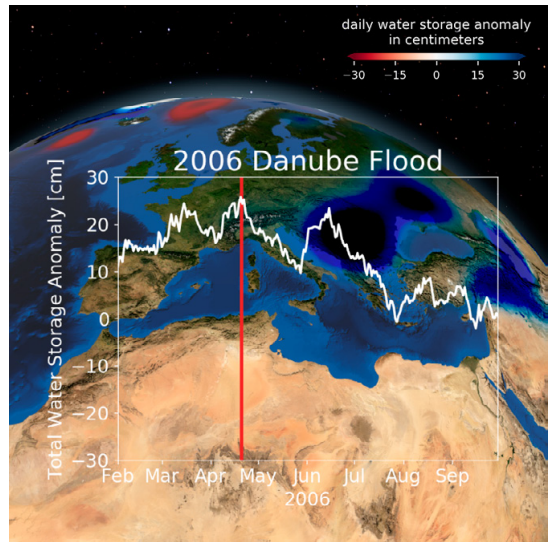 daily water storage anomaly
in centimeters
−30 −15 0 15 30
2006 Danube Flood
Total Water Storage Anomaly [cm]
30
20
10
0
−10
−20
−30
Feb Mar Apr May Jun Jul Aug Sep
2006